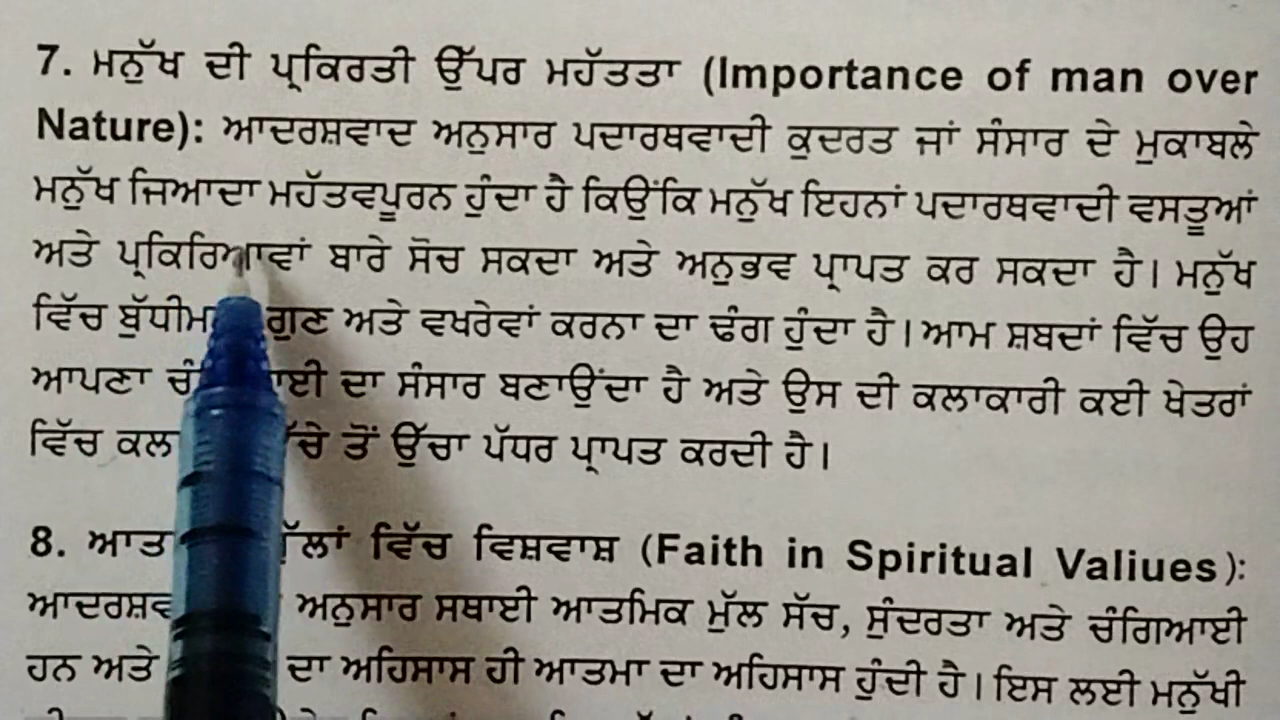 7. ਮਨੁੱਖ ਦੀ ਪ੍ਰਕਿਰਤੀ ਉੱਪਰ ਮਹੱਤਤਾ (Importance of man over
Nature): ਆਦਰਸ਼ਵਾਦ ਅਨੁਸਾਰ ਪਦਾਰਥਵਾਦੀ ਕੁਦਰਤ ਜਾਂ ਸੰਸਾਰ ਦੇ ਮੁਕਾਬਲੇ
ਮਨੁੱਖ ਜਿਆਦਾ ਮਹੱਤਵਪੂਰਨ ਹੁੰਦਾ ਹੈ ਕਿਉਂਕਿ ਮਨੁੱਖ ਇਹਨਾਂ ਪਦਾਰਥਵਾਦੀ ਵਸਤੂਆਂ
ਅਤੇ ਪ੍ਰਕਿਰਿਆਵਾਂ ਬਾਰੇ ਸੋਚ ਸਕਦਾ ਅਤੇ ਅਨੁਭਵ ਪ੍ਰਾਪਤ ਕਰ ਸਕਦਾ ਹੈ। ਮਨੁੱਖ
ਵਿੱਚ ਗੁਣ ਅਤੇ ਵਖਰੇਵਾਂ ਕਰਨਾ ਦਾ ਢੰਗ ਹੁੰਦਾ ਹੈ। ਆਮ ਸ਼ਬਦਾਂ ਵਿੱਚ ਉਹ
ਆਪਣਾ ਦਾ ਸੰਸਾਰ ਬਣਾਉਂਦਾ ਹੈ ਅਤੇ ਉਸ ਦੀ ਕਲਾਕਾਰੀ ਕਈ ਖੇਤਰਾਂ
ਵਿੱਚ ਤੋਂ ਉੱਚਾ ਪੱਧਰ ਪ੍ਰਾਪਤ ਕਰਦੀ ਹੈ।
8. ਵਿੱਚ ਵਿਸ਼ਵਾਸ਼ (Faith in Spiritual Valiues):
ਅਨੁਸਾਰ ਸਥਾਈ ਆਤਮਿਕ ਮੁੱਲ ਸੱਚ, ਸੁੰਦਰਤਾ ਅਤੇ ਚੰਗਿਆਈ
ਹਨ ਅਤੇ ਦਾ ਅਹਿਸਾਸ ਹੀ ਆਤਮਾ ਦਾ ਅਹਿਸਾਸ ਹੁੰਦੀ ਹੈ। ਇਸ ਲਈ ਮਨੁੱਖੀ